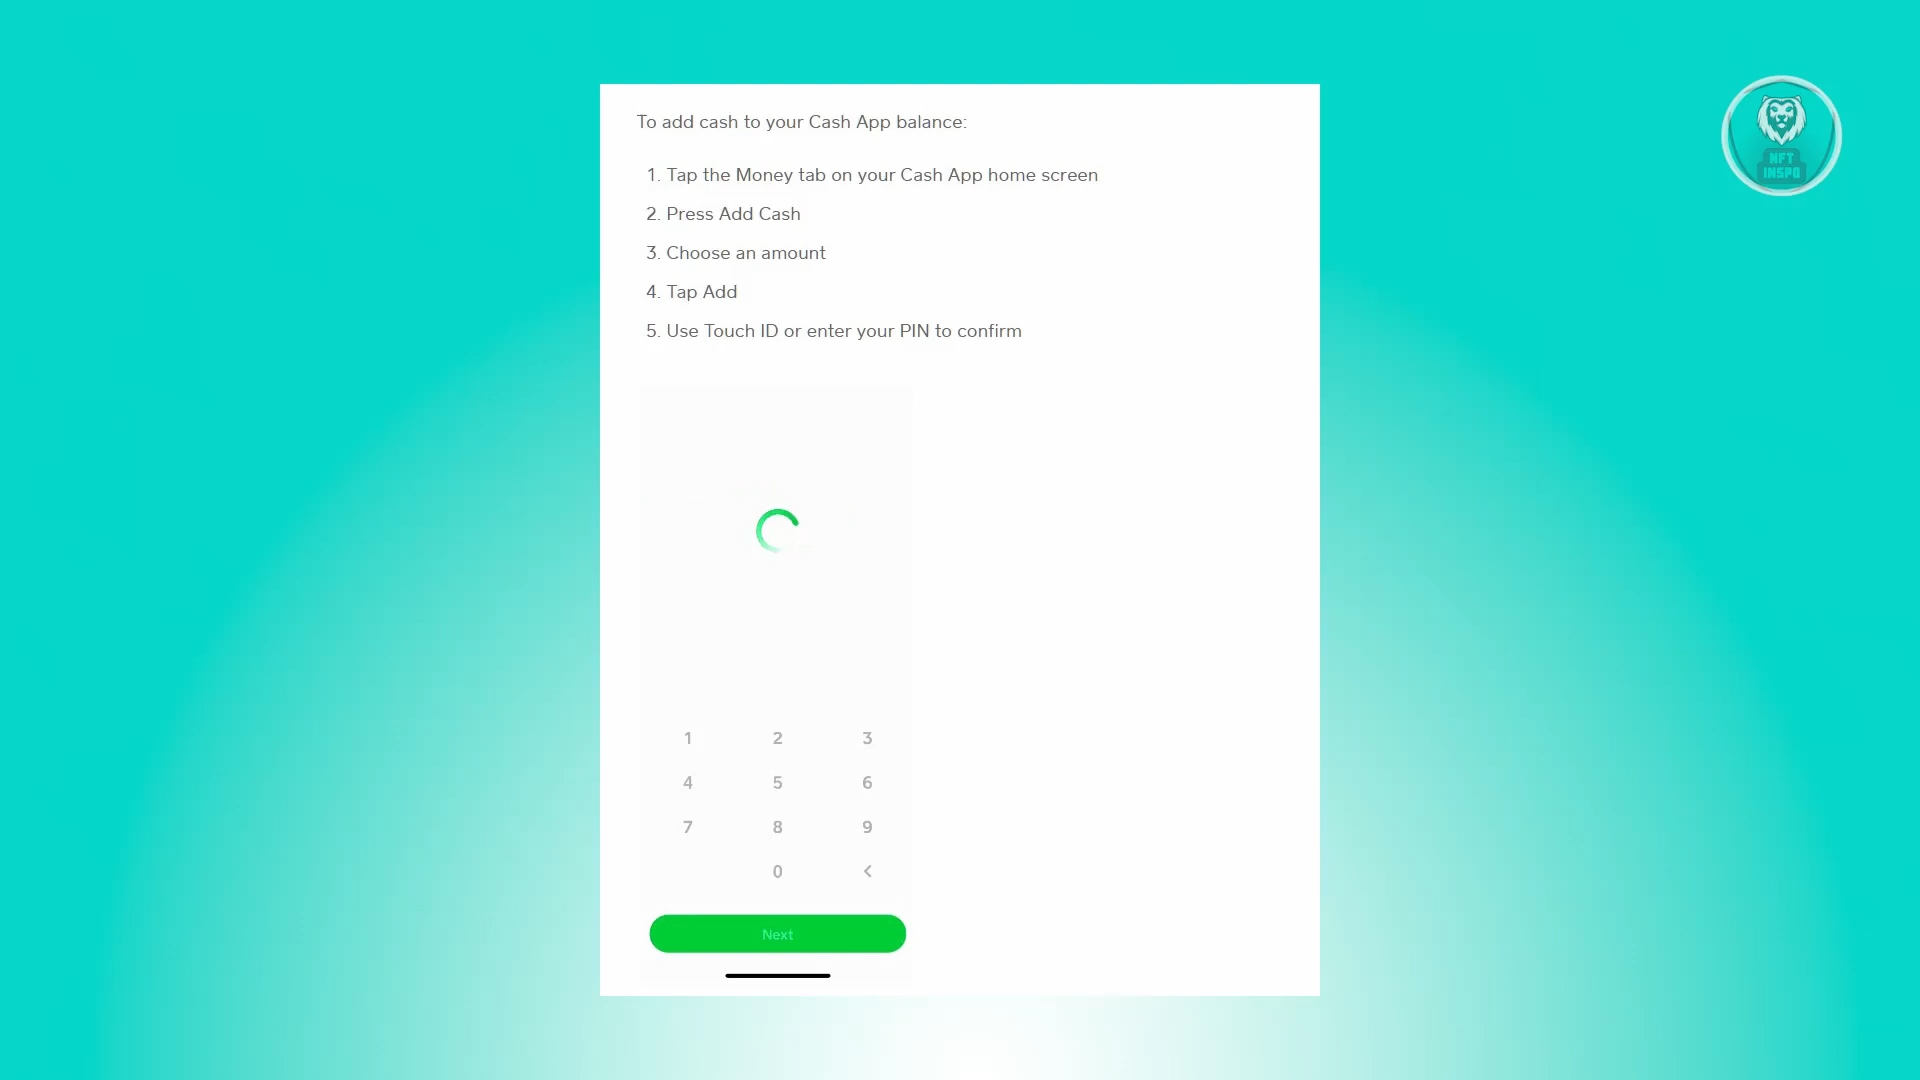 To add cash to your Cash App balance:
1. Tap the Money tab on your Cash App home screen
2. Press Add Cash
3. Choose an amount
4. Tap Add
5. Use Touch ID or enter your PIN to confirm
1 2 3
4 5 6
7 8 9
0 <
Next
NFT
INSPO